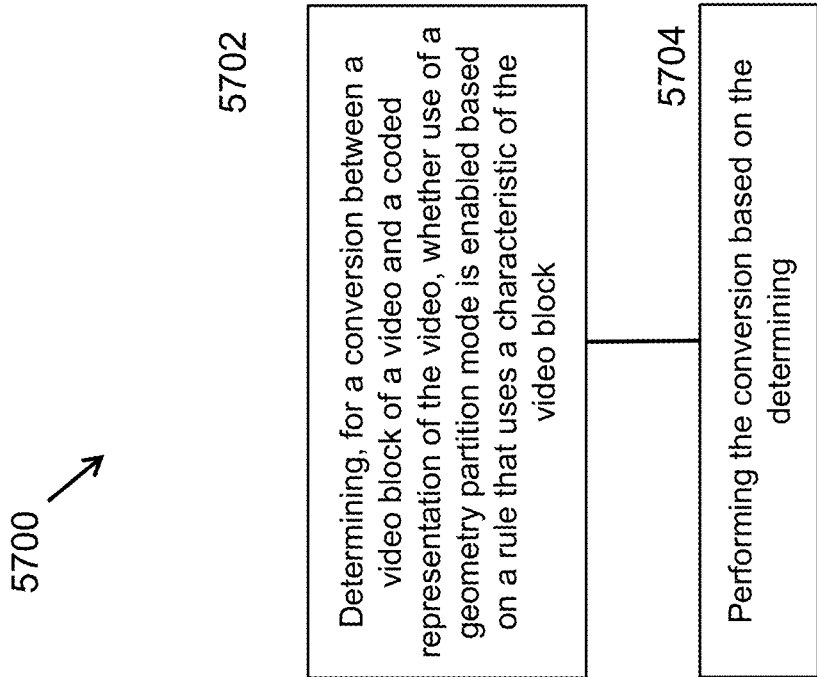 5700
5702
Determining, for a conversion between a
video block of a video and a coded
representation of the video, whether use of a
geometry partition mode is enabled based
on a rule that uses a characteristic of the
video block
5704
Performing the conversion based on the
determining